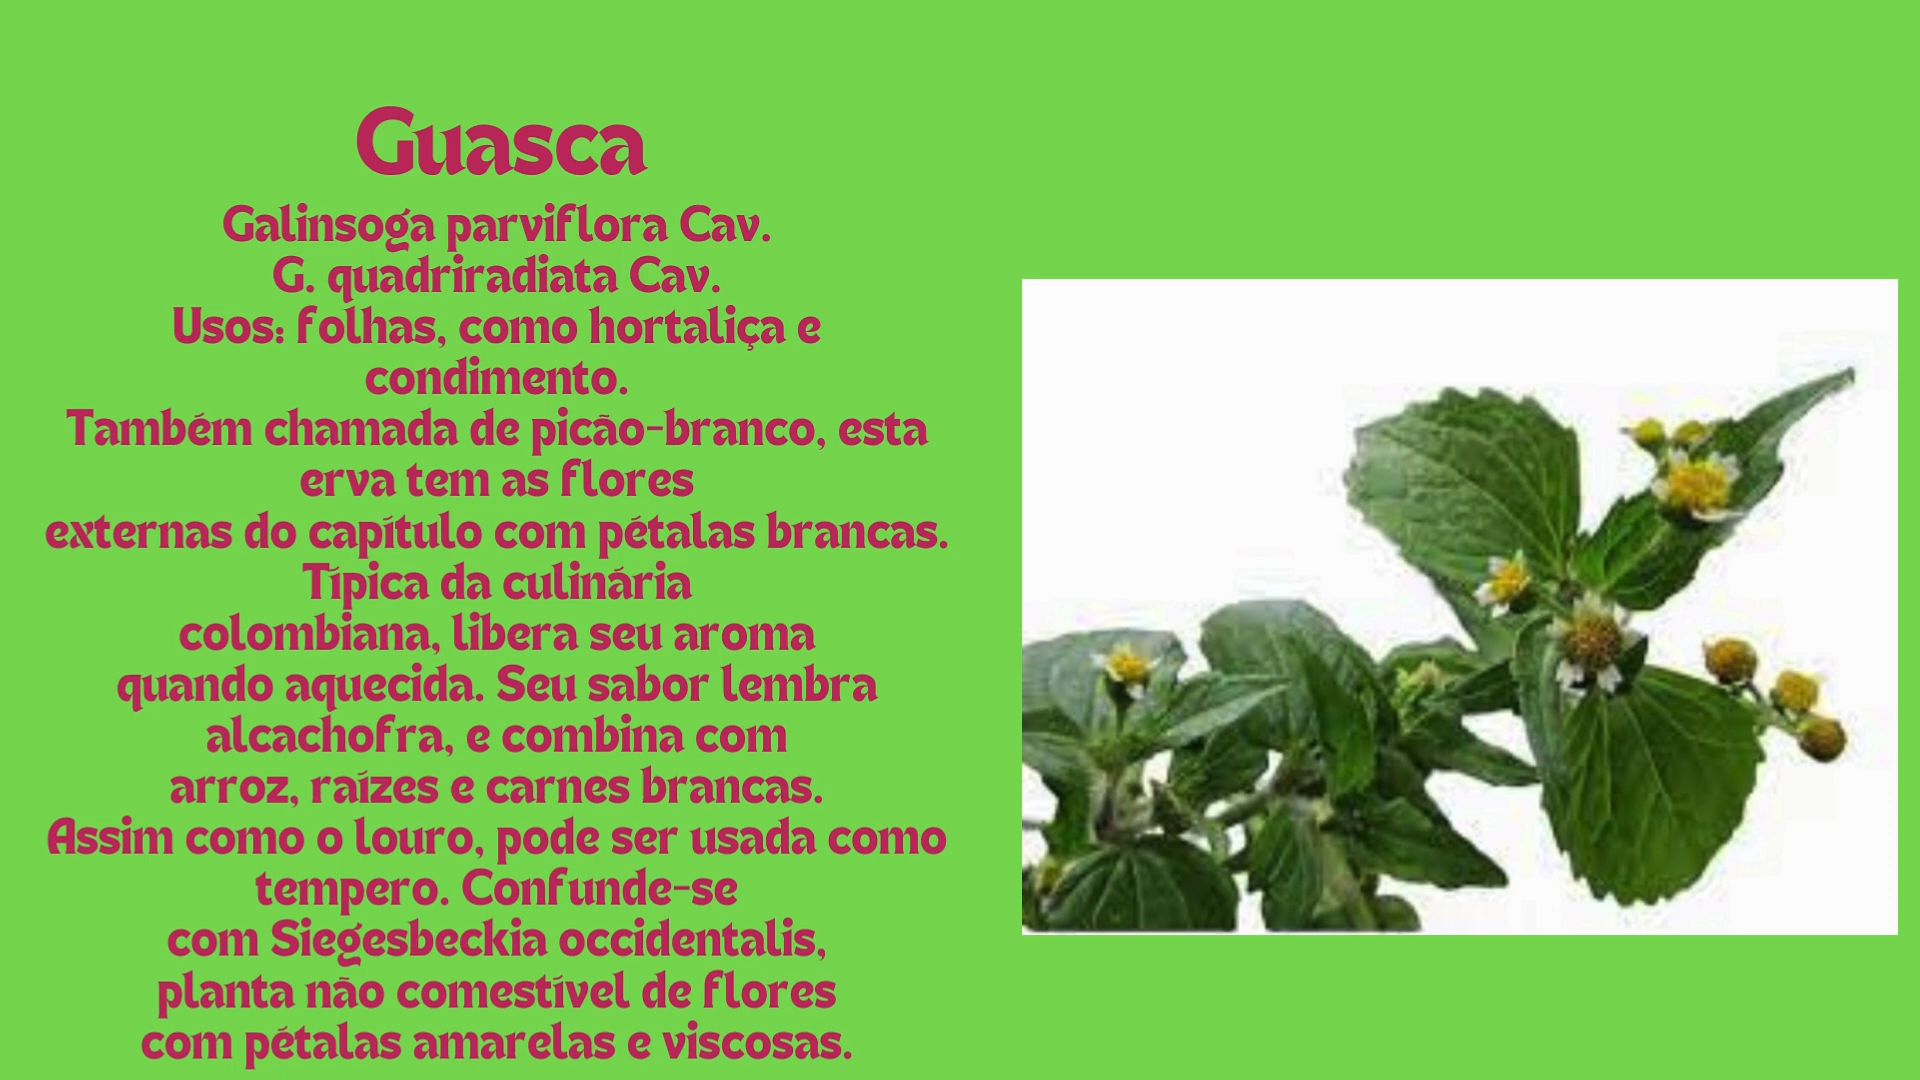 Guasca
Galinsoga parviflora Cav.
G. quadriradiata Cav.
Usos: folhas, como hortaliça e
condimento.
Também chamada de picão-branco, esta
erva tem as flores
externas do capítulo com pétalas brancas.
Típica da culinária
colombiana, libera seu aroma
quando aquecida. Seu sabor lembra
alcachofra, e combina com
arroz, raízes e carnes brancas.
Assim como o louro, pode ser usada como
tempero. Confunde-se
com Siegesbeckia occidentalis,
planta não comestível de flores
com pétalas amarelas e viscosas.